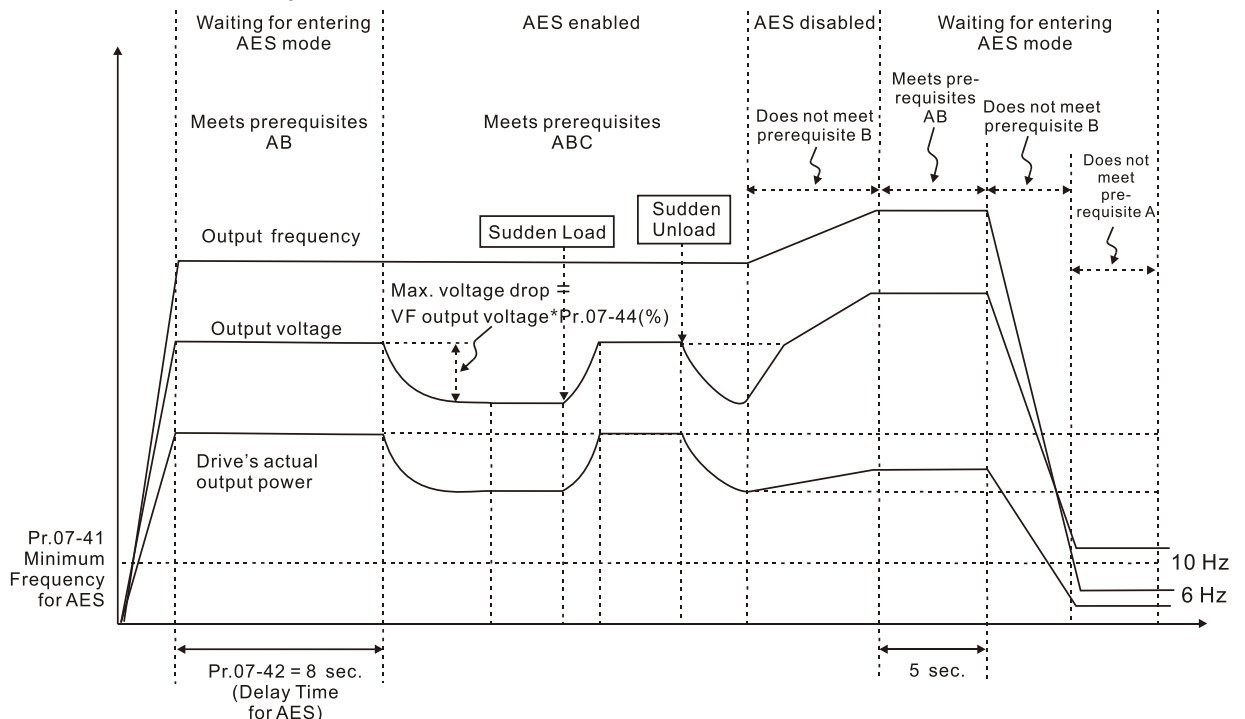 Waiting for entering
AES mode
AES enabled
AES disabled
Waiting for entering
AES mode
Meets prerequisites
AB
Meets prerequisites
ABC
Does not meet
prerequisite B
Meets pre-
requisites
AB
Does not meet
prerequisite B
Does not
meet
pre-
requisite A
Output frequency
Sudden Load
Sudden
Unload
Max. voltage drop =
VF output voltage*Pr.07-44(%)
Output voltage
Drive's actual
output power
Pr.07-41
Minimum
Frequency
for AES
10 Hz
6 Hz
Pr.07-42 = 8 sec.
(Delay Time
for AES)
5 sec.